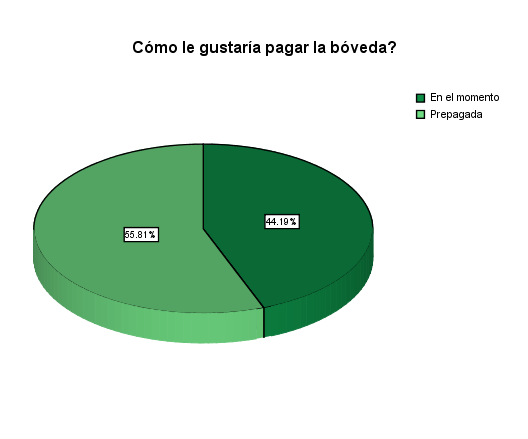 Cómo le gustaría pagar la bóveda?
En el momento
Prepagada
44.19%
55.81%